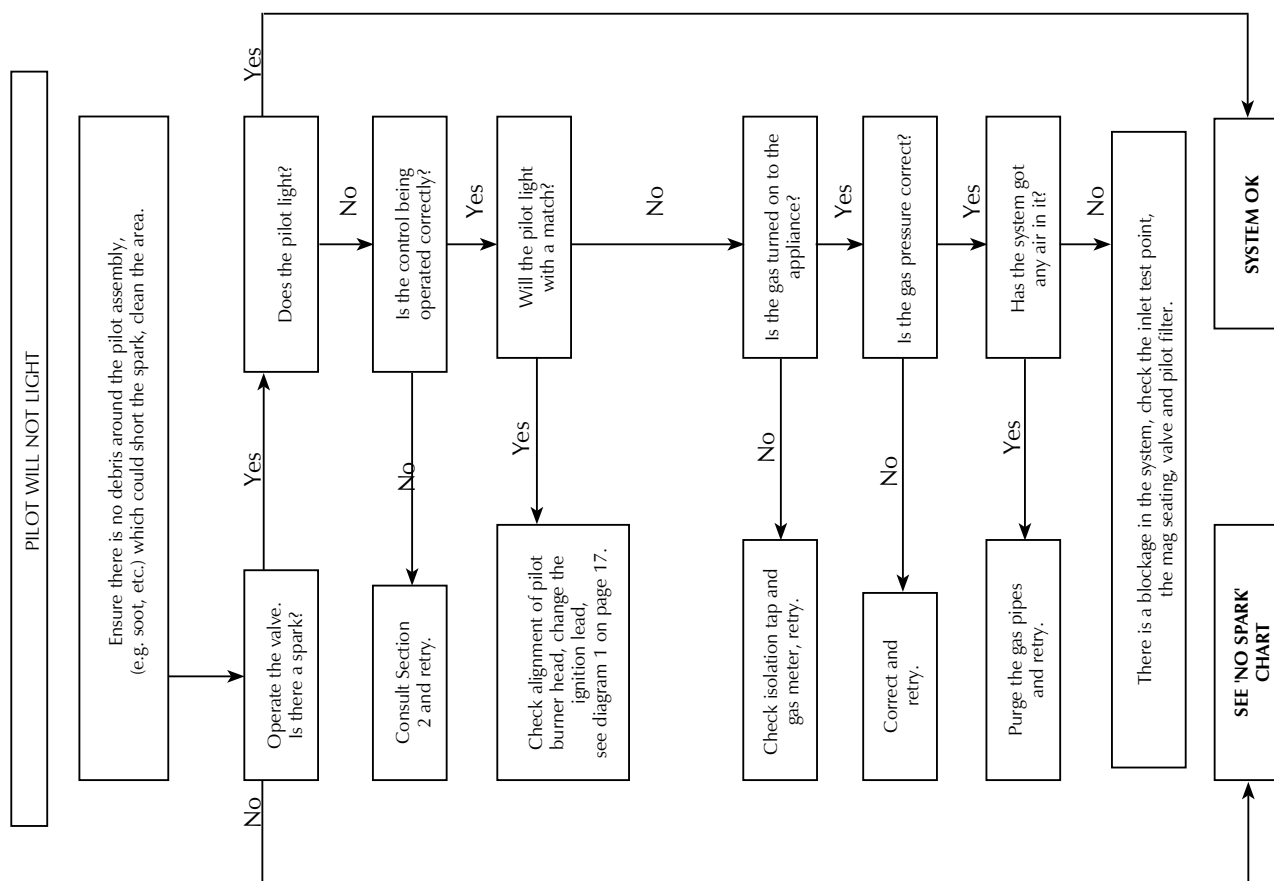 PILOT WILL NOT LIGHT
Ensure there is no debris around the pilot assembly,
(e.g. soot, etc.) which could short the spark, clean the area.
Operate the valve.
Is there a spark?
Yes
No
Does the pilot light?
Yes
No
Is the control being
operated correctly?
No
Yes
Consult Section
2 and retry.
Will the pilot light
with a match?
Yes
No
Check alignment of pilot
burner head, change the
ignition lead,
see diagram 1 on page 17.
Is the gas turned on to the
appliance?
No
Yes
Check isolation tap and
gas meter, retry.
Is the gas pressure correct?
No
Yes
Correct and
retry.
Has the system got
any air in it?
Yes
No
Purge the gas pipes
and retry.
There is a blockage in the system, check the inlet test point,
the mag seating, valve and pilot filter.
SEE 'NO SPARK'
CHART
SYSTEM OK